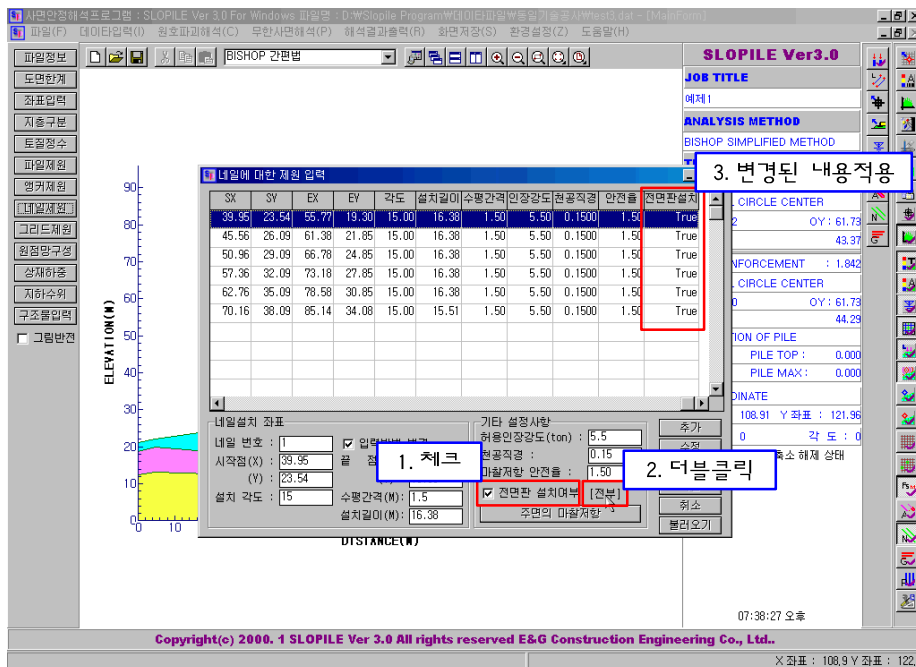 사면안정해석프로그램 : SLOPILE Ver 3.0 For Windows 파일명 : D:₩Slopile Program₩데이타파일₩동일기술공사₩test3.dat - [MainForm]
파일(F) 데이타입력(I) 원호파괴해석(C) 무한사면해석(P) 해석결과출력(R) 화면저장(S) 환경설정(Z) 도움말(H)
BISHOP 간편법
파일정보
도면한계
좌표입력
지층구분
토질정수
파일제원
앵커제원
네일제원
그리드제원
원점망구성
상재하중
지하수위
구조물입력
그림반전
SLOPILE Ver3.0
JOB TITLE
예제1
ANALYSIS METHOD
BISHOP SIMPLIFIED METHOD
3. 변경된 내용적용
CIRCLE CENTER
OY : 61.73
43.37
: 1.842
CIRCLE CENTER
OY : 61.73
44.29
ION OF PILE
PILE TOP : 0.000
PILE MAX : 0.000
108.91 Y 좌표 : 121.96
0 각 도 : 0
축소 해제 상태
07:38:27 오후
네일에 대한 제원 입력
SX SY EX EY 각도 설치길이 수평간격 인장강도 천공직경 안전율 전면판설치
39.95 23.54 55.77 19.30 15.00 16.38 1.50 5.50 0.1500 1.50 True
45.56 26.09 61.38 21.85 15.00 16.38 1.50 5.50 0.1500 1.50 True
50.96 29.09 66.78 24.85 15.00 16.38 1.50 5.50 0.1500 1.50 True
57.36 32.09 73.18 27.85 15.00 16.38 1.50 5.50 0.1500 1.50 True
62.76 35.09 78.58 30.85 15.00 16.38 1.50 5.50 0.1500 1.50 True
70.16 38.09 85.14 34.08 15.00 15.51 1.50 5.50 0.1500 1.50 True
네일설치 좌표
네일 번호 : 1
시작점(X) : 39.95 끝 점
(Y) : 23.54
설치 각도 : 15 수평간격(M): 1.5
설치길이(M): 16.38
1. 체크
기타 설정사항
허용인장강도(ton) : 5.5
천공직경 : 0.15
마찰저항 안전율 : 1.50
전면판 설치여부 [전부]
주면의 마찰저항
2. 더블클릭
추가
수정
취소
불러오기
ELEVATION(M)
90
80
70
60
50
40
30
20
10
0
0 10
DISTANCE(M)
Copyright(c) 2000. 1 SLOPILE Ver 3.0 All rights reserved E&G Construction Engineering Co., Ltd..
X 좌표 : 108.9 Y 좌표 : 122.